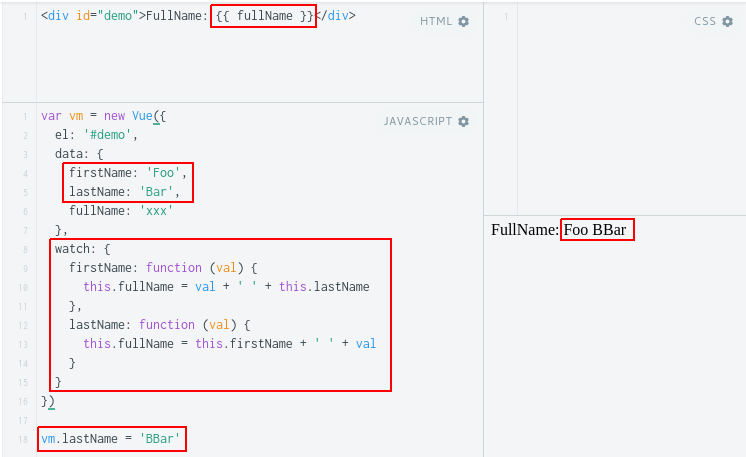 1 <div id="demo">FullName: {{ fullName }}</div>
HTML
1
CSS
JAVASCRIPT
1 var vm = new Vue({
2 el: '#demo',
3 data: {
4 firstName: 'Foo',
5 lastName: 'Bar',
6 fullName: 'xxx'
7 },
8 watch: {
9 firstName: function (val) {
10 this.fullName = val + ' ' + this.lastName
11 },
12 lastName: function (val) {
13 this.fullName = this.firstName + ' ' + val
14 }
15 }
16 })
17
18 vm.lastName = 'BBar'
FullName: Foo BBar